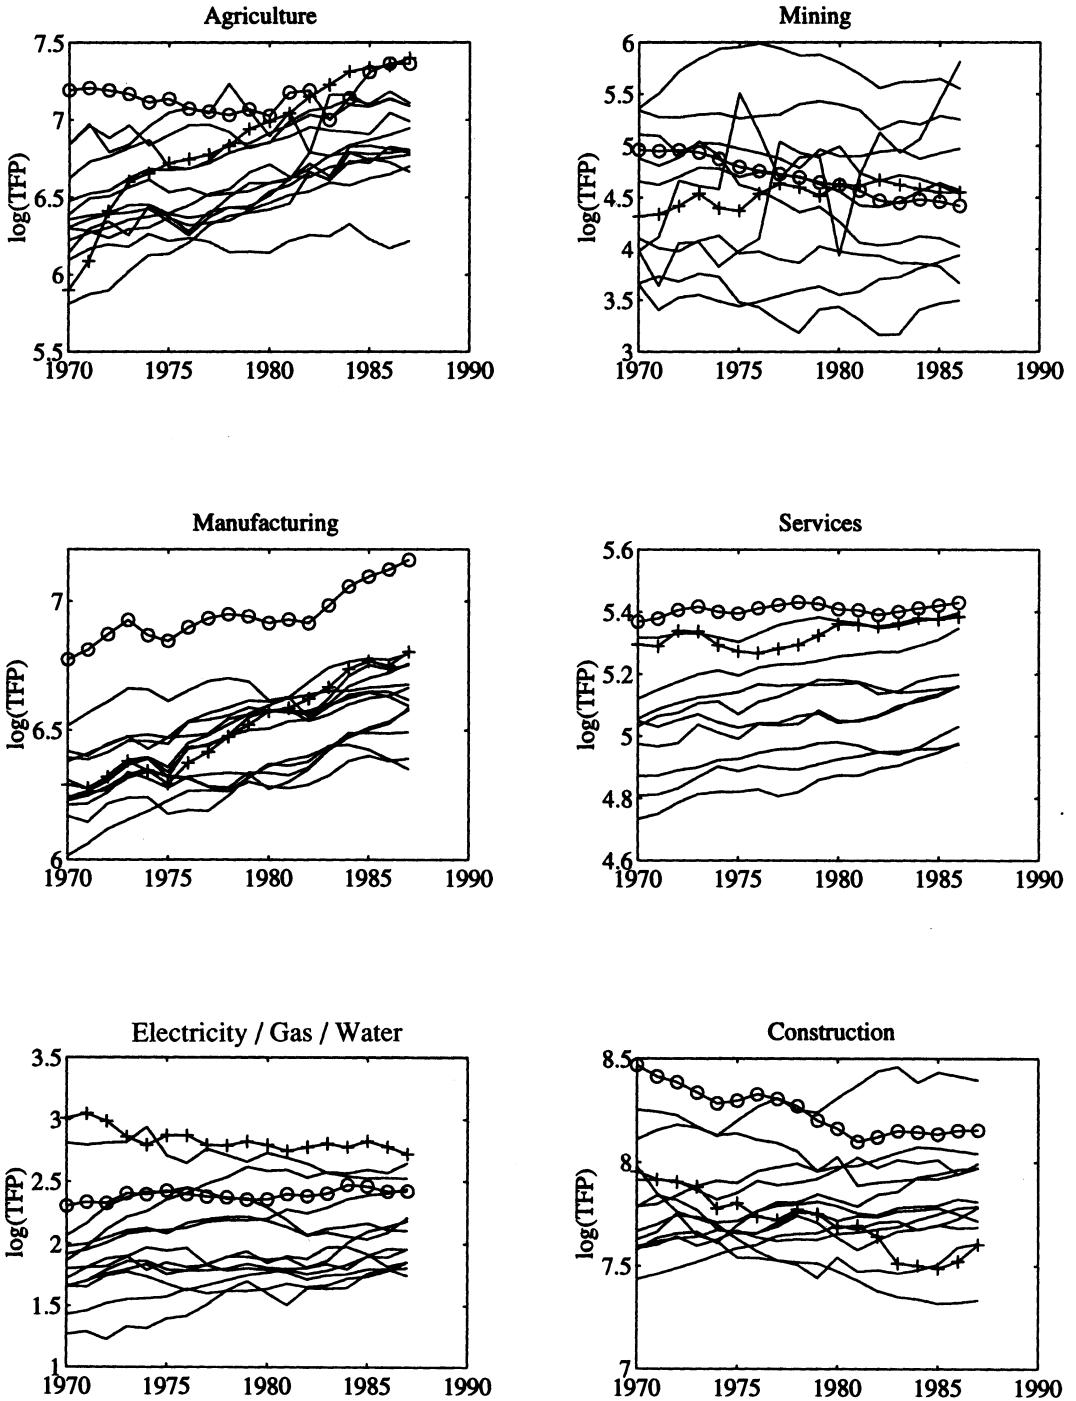 Agriculture
7.5
7
6.5
6
5.5
log(TFP)
1970 1975 1980 1985 1990
Mining
6
5.5
5
4.5
4
3.5
3
log(TFP)
1970 1975 1980 1985 1990
Manufacturing
7
6.5
6
log(TFP)
1970 1975 1980 1985 1990
Services
5.6
5.4
5.2
5
4.8
4.6
log(TFP)
1970 1975 1980 1985 1990
Electricity / Gas / Water
3.5
3
2.5
2
1.5
1
log(TFP)
1970 1975 1980 1985 1990
Construction
8.5
8
7.5
7
log(TFP)
1970 1975 1980 1985 1990